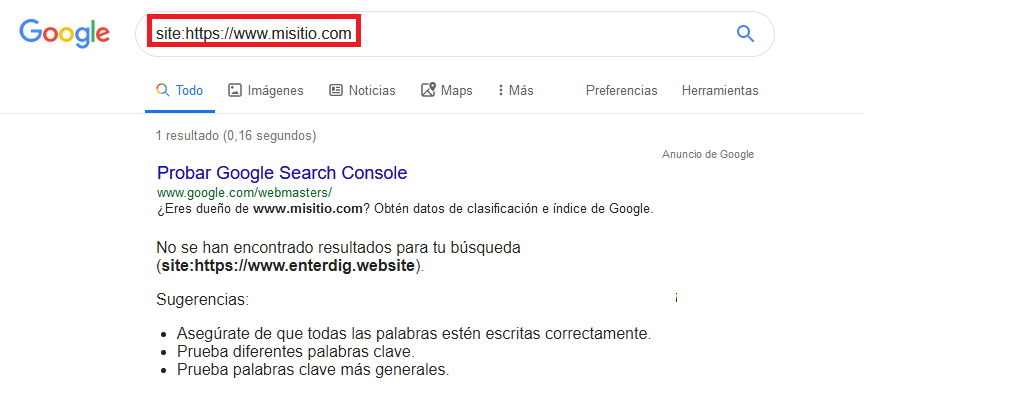 Google
site:https://www.misitio.com
Todo Imágenes Noticias Maps Más Preferencias Herramientas
1 resultado (0,16 segundos)
Anuncio de Google
Probar Google Search Console
www.google.com/webmasters/
¿Eres dueño de www.misitio.com? Obtén datos de clasificación e índice de Google.
No se han encontrado resultados para tu búsqueda
(site:https://www.enterdig.website).
Sugerencias:
Asegúrate de que todas las palabras estén escritas correctamente.
Prueba diferentes palabras clave.
Prueba palabras clave más generales.